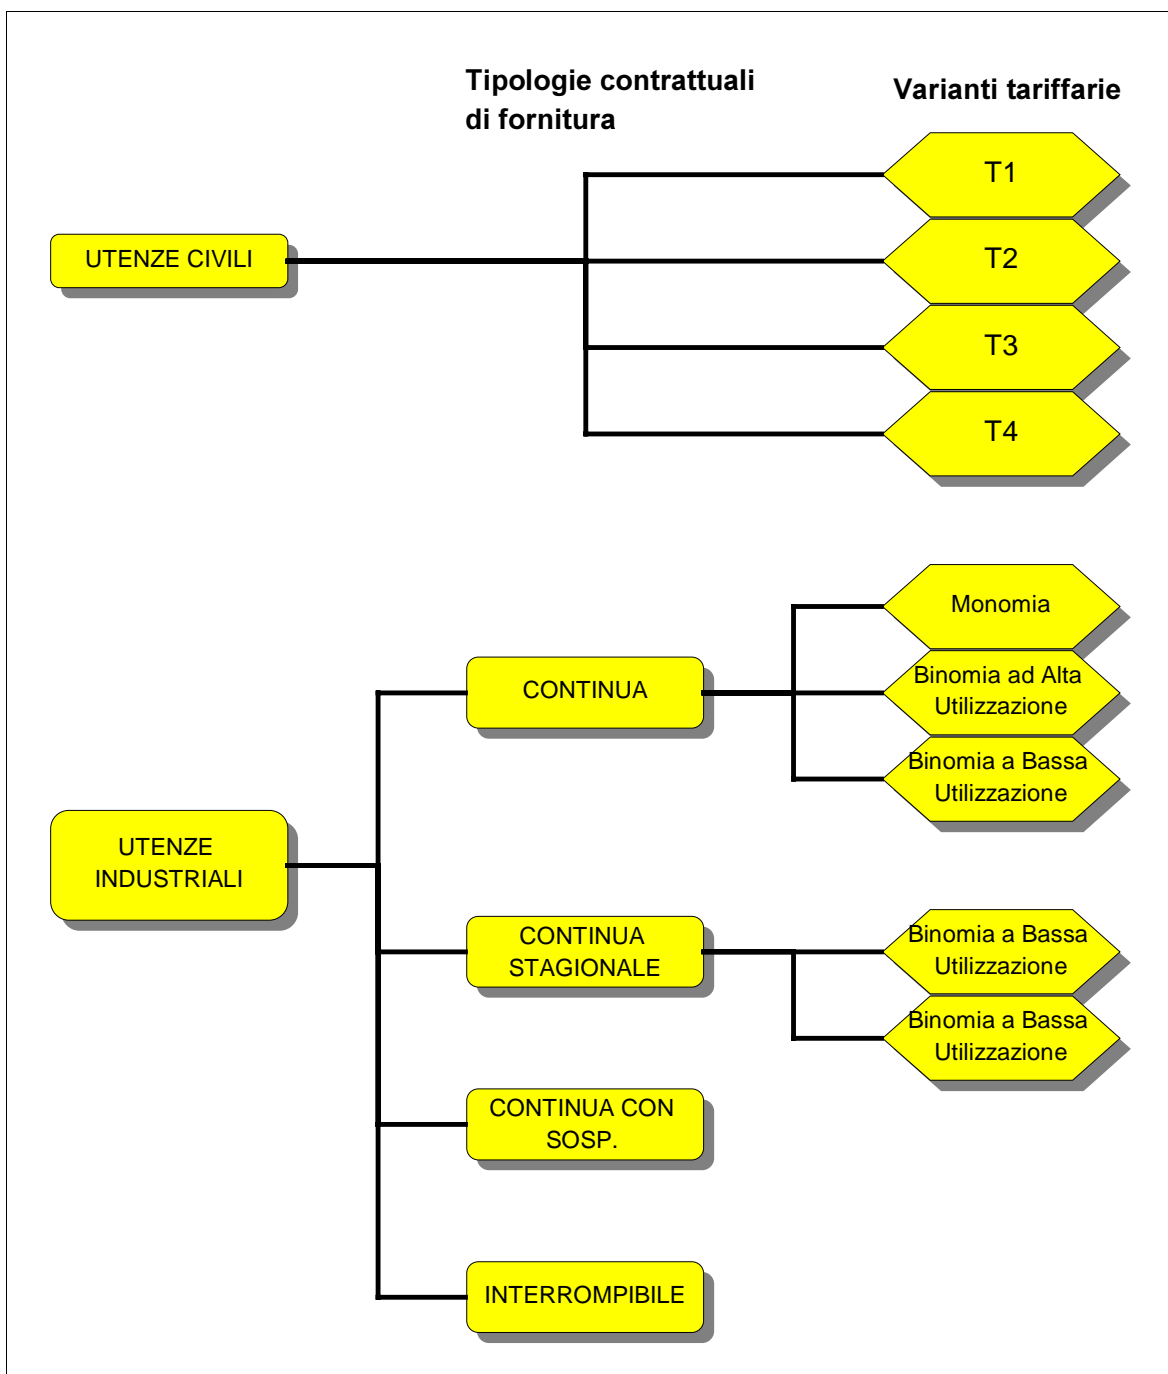 Tipologie contrattuali
di fornitura
Varianti tariffarie
UTENZE CIVILI
T1
T2
T3
T4
UTENZE
INDUSTRIALI
CONTINUA
Monomia
Binomia ad Alta
Utilizzazione
Binomia a Bassa
Utilizzazione
CONTINUA
STAGIONALE
Binomia a Bassa
Utilizzazione
Binomia a Bassa
Utilizzazione
CONTINUA CON
SOSP.
INTERROMPIBILE